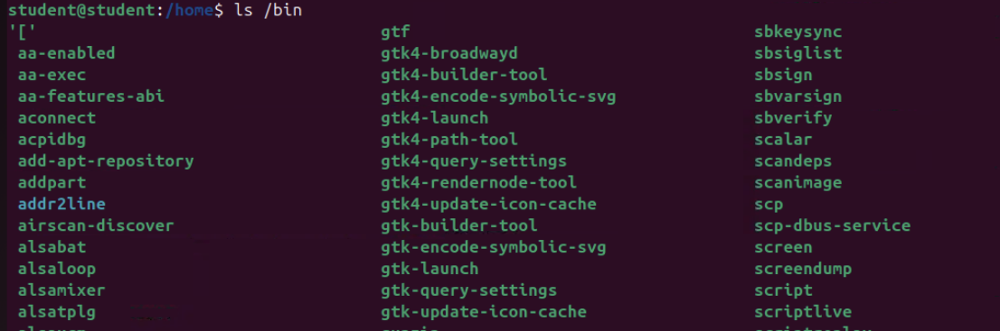 student@student:/home$ ls /bin
'[' gtf sbkeysync
aa-enabled gtk4-broadwayd sbsiglist
aa-exec gtk4-builder-tool sbsign
aa-features-abi gtk4-encode-symbolic-svg sbvarsign
aconnect gtk4-launch sbverify
acpidbg gtk4-path-tool scalar
add-apt-repository gtk4-query-settings scandeps
addpart gtk4-rendernode-tool scanimage
addr2line gtk4-update-icon-cache scp
airscan-discover gtk-builder-tool scp-dbus-service
alsabat gtk-encode-symbolic-svg screen
alsaloop gtk-launch screendump
alsamixer gtk-query-settings script
alsatplg gtk-update-icon-cache scriptlive